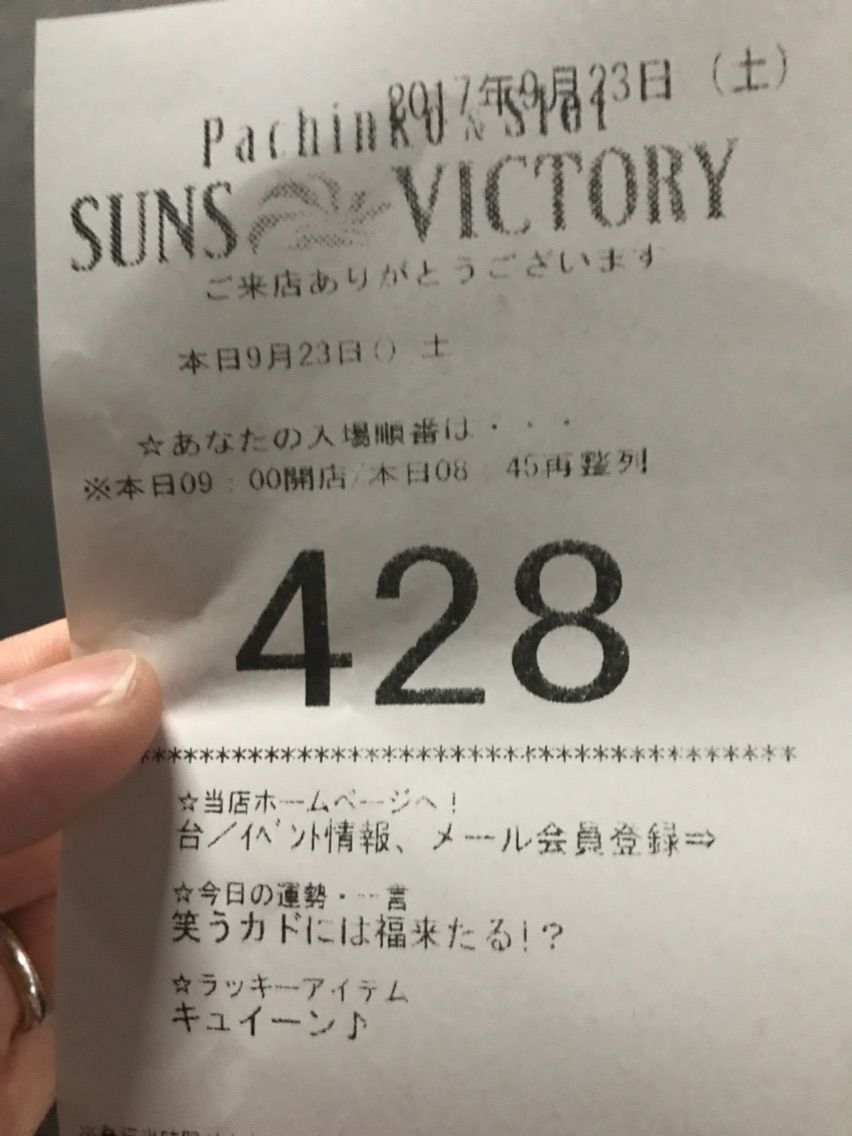 2017年9月23日（土）
Pachinko&Slot
SUNS VICTORY
ご来店ありがとうございます
本日9月23日() 土
☆あなたの入場順番は・・・
※本日09：00開店/本日08：45再整列
428
☆当店ホームページへ！
台／ｲﾍﾞﾝﾄ情報、メール会員登録⇒
☆今日の運勢・一言
笑うカドには福来たる!？
☆ラッキーアイテム
キュイーン♪